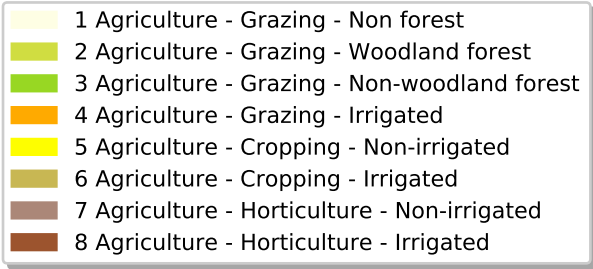 1 Agriculture - Grazing - Non forest
2 Agriculture - Grazing - Woodland forest
3 Agriculture - Grazing - Non-woodland forest
4 Agriculture - Grazing - Irrigated
5 Agriculture - Cropping - Non-irrigated
6 Agriculture - Cropping - Irrigated
7 Agriculture - Horticulture - Non-irrigated
8 Agriculture - Horticulture - Irrigated